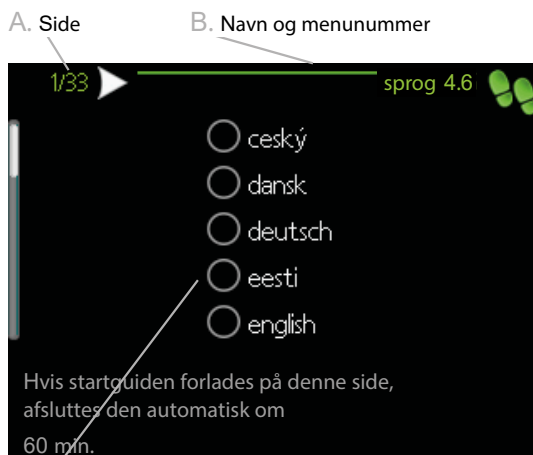 A. Side B. Navn og menunummer
1/33 sprog 4.6
ceský
dansk
deutsch
eesti
english
Hvis startguiden forlades på denne side,
afsluttes den automatisk om
60 min.